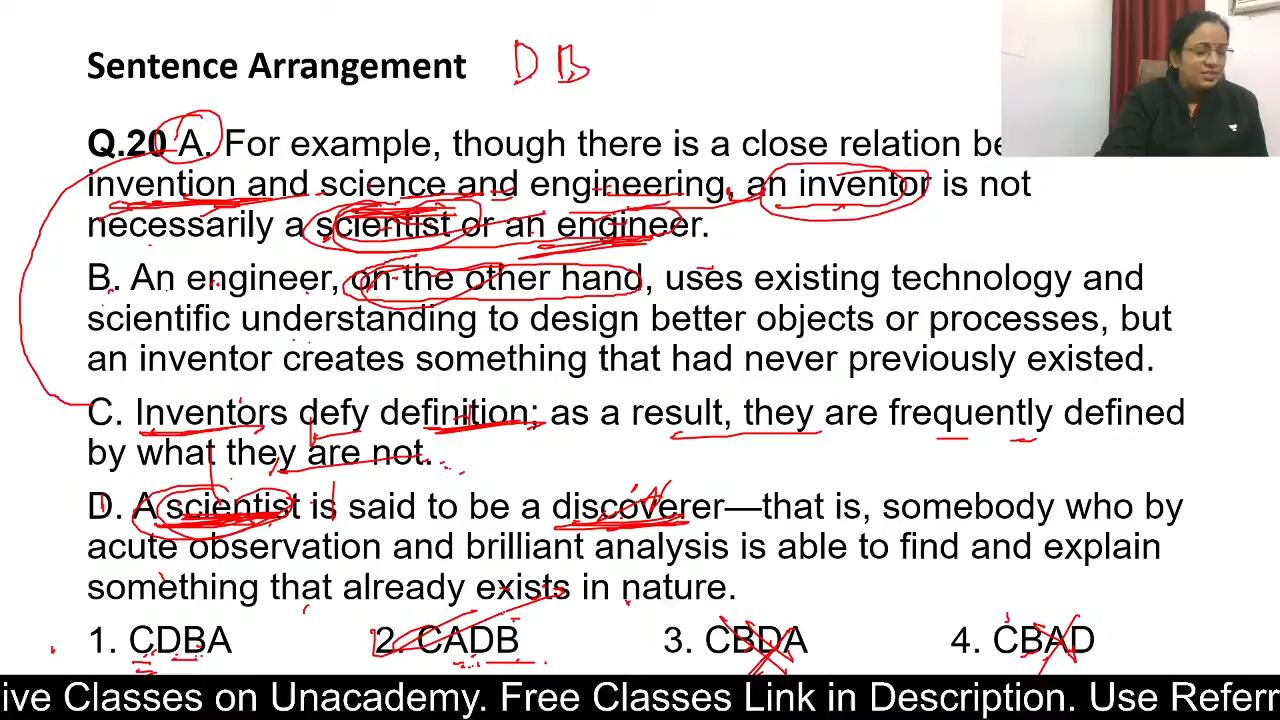 Sentence Arrangement D B
Q.20 A. For example, though there is a close relation
invention and science and engineering, an inventor is not
necessarily a scientist or an engineer.
B. An engineer, on the other hand, uses existing technology and
scientific understanding to design better objects or processes, but
an inventor creates something that had never previously existed.
C. Inventors defy definition; as a result, they are frequently defined
by what they are not.
D. A scientist is said to be a discoverer—that is, somebody who by
acute observation and brilliant analysis is able to find and explain
something that already exists in nature.
1. CDBA 2. CADB 3. CBDA 4. CBAD
ive Classes on Unacademy. Free Classes Link in Description. Use Referr